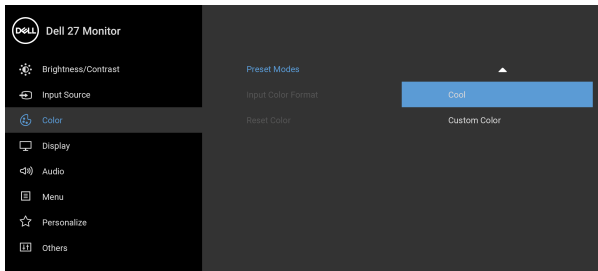 DELL Dell 27 Monitor
Brightness/Contrast Preset Modes
Input Source Input Color Format Cool
Color Reset Color Custom Color
Display
Audio
Menu
Personalize
Others